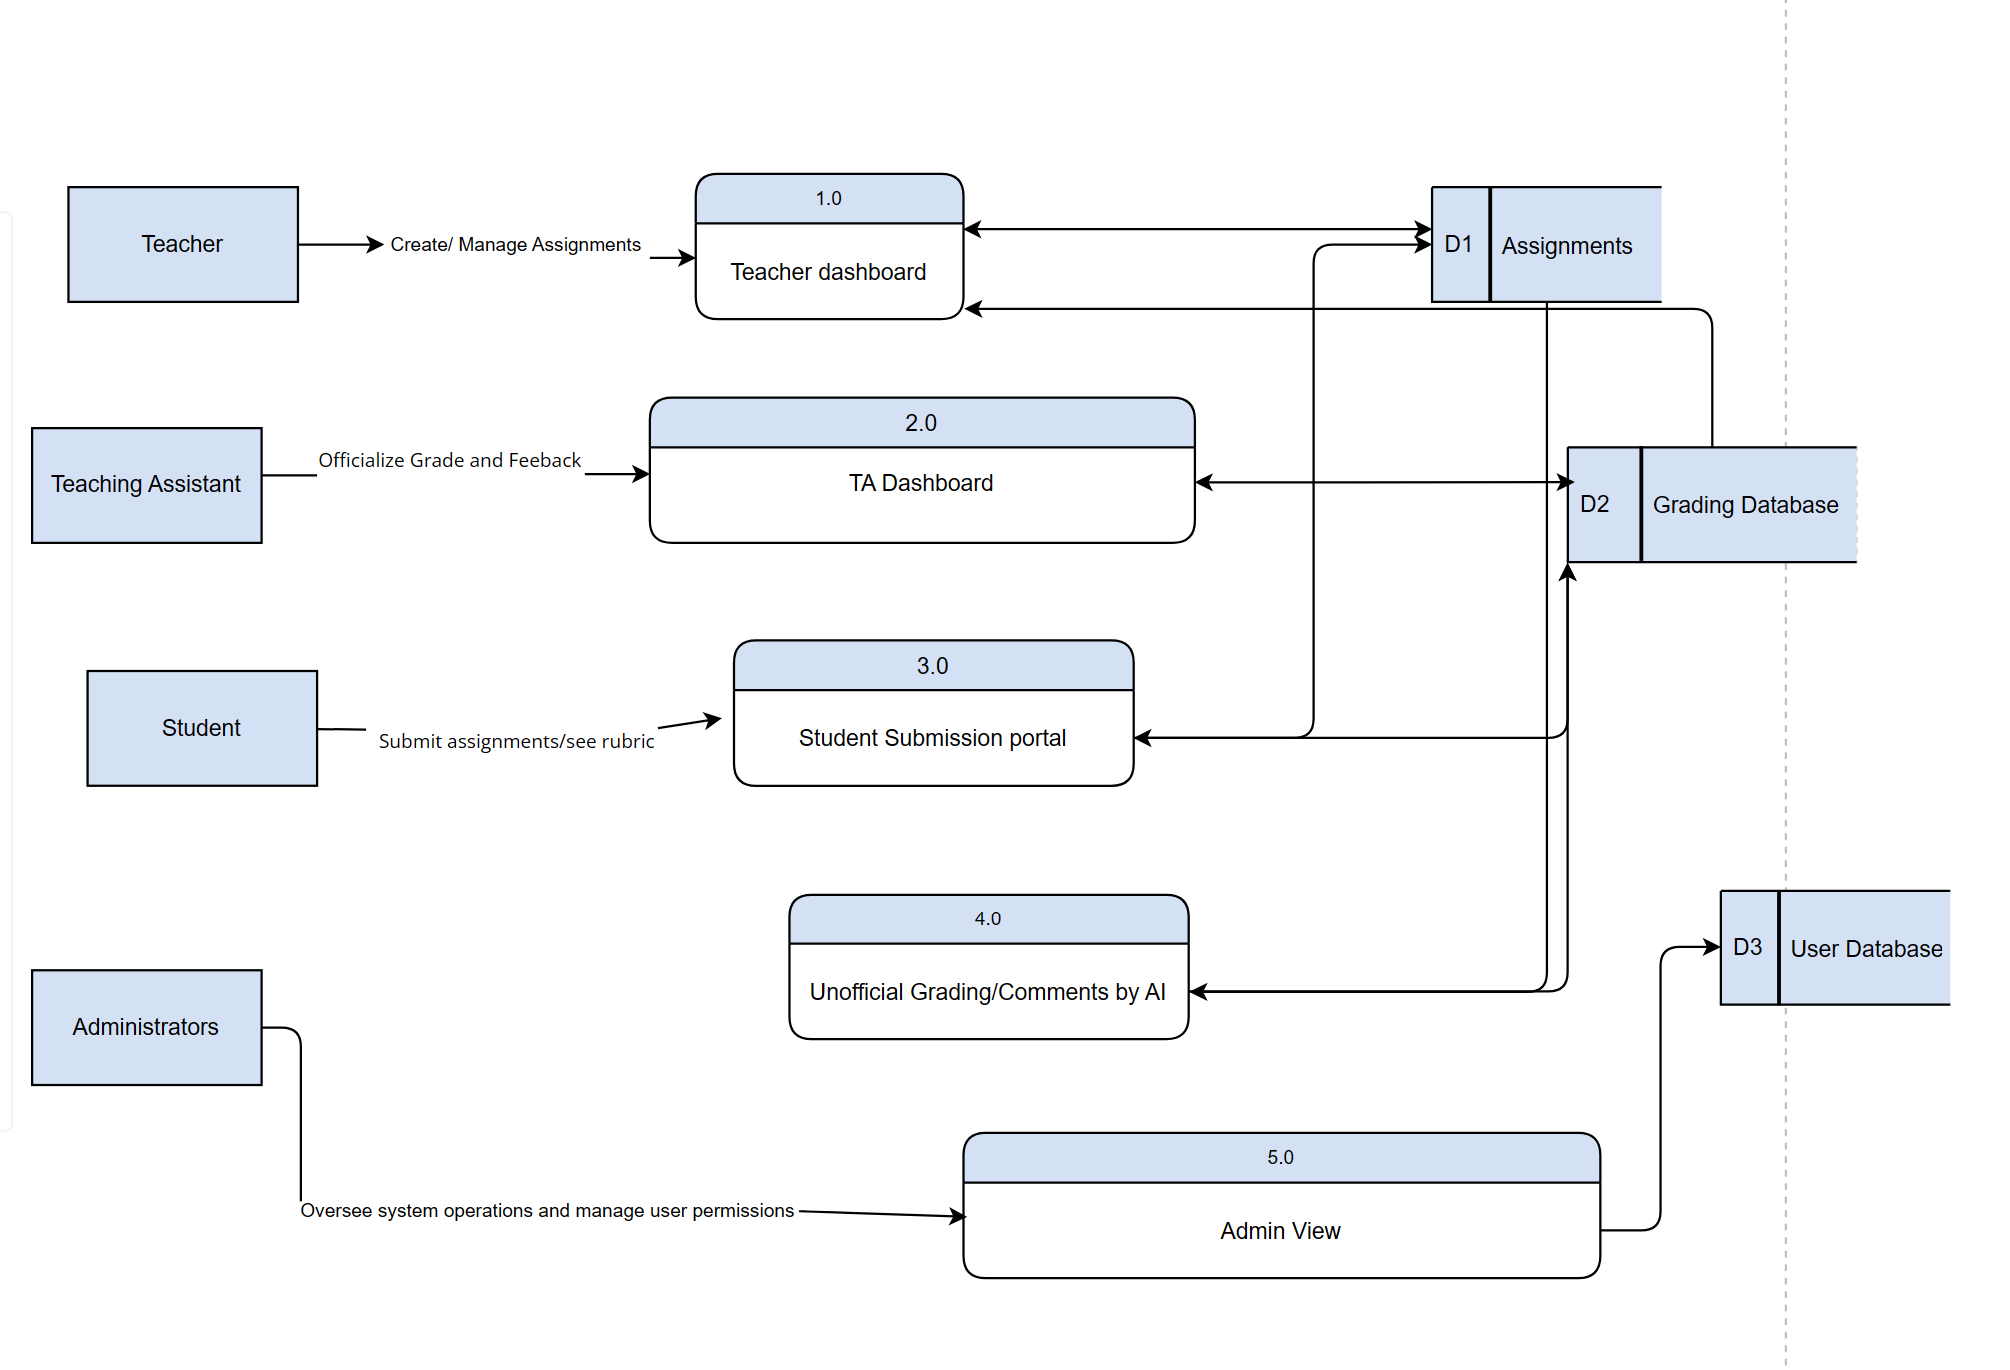 1.0
Teacher
Create/ Manage Assignments
Teacher dashboard
D1
Assignments
2.0
Teaching Assistant
Officialize Grade and Feeback
TA Dashboard
D2
Grading Database
3.0
Student
Submit assignments/see rubric
Student Submission portal
4.0
Unofficial Grading/Comments by AI
D3
User Database
Administrators
5.0
Oversee system operations and manage user permissions
Admin View